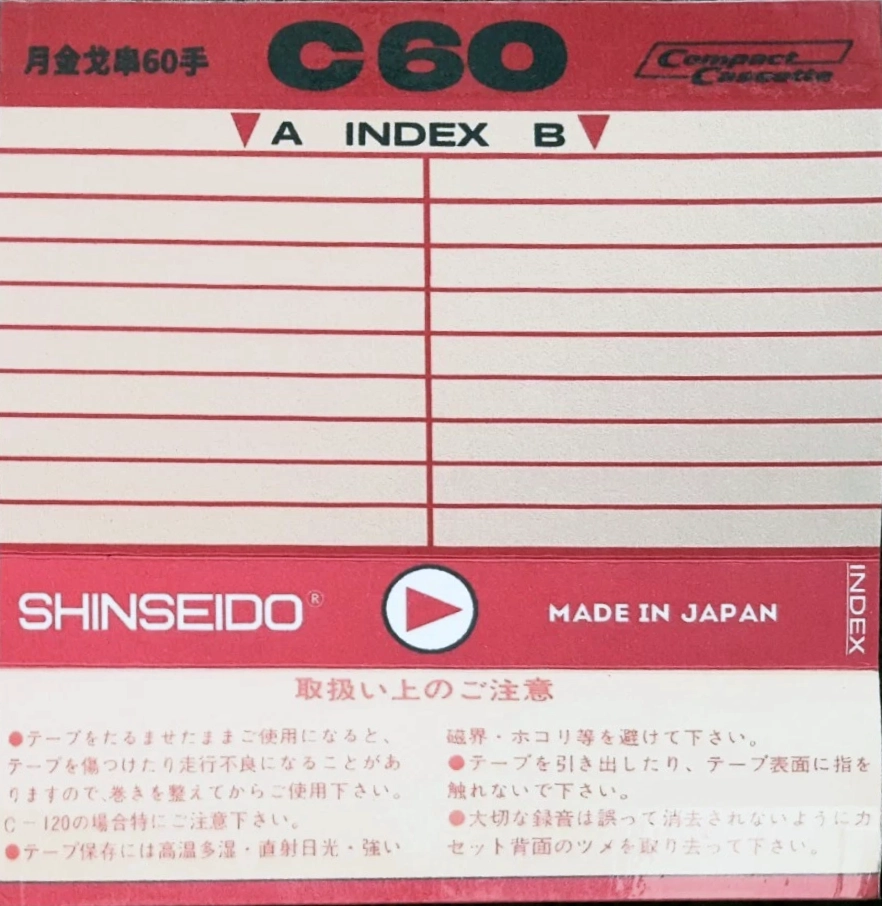 月金戈串60手
C60
Compact
Cassette
A INDEX B
SHINSEIDO®
MADE IN JAPAN
INDEX
取扱い上のご注意
●テープをたるませたままご使用になると、
テープを傷つけたり走行不良になることがあ
りますので、巻きを整えてからご使用下さい。
C－120の場合特にご注意下さい。
●テープ保存には高温多湿・直射日光・強い
磁界・ホコリ等を避けて下さい。
●テープを引き出したり、テープ表面に指を
触れないで下さい。
●大切な録音は誤って消去されないようにカ
セット背面のツメを取り去って下さい。